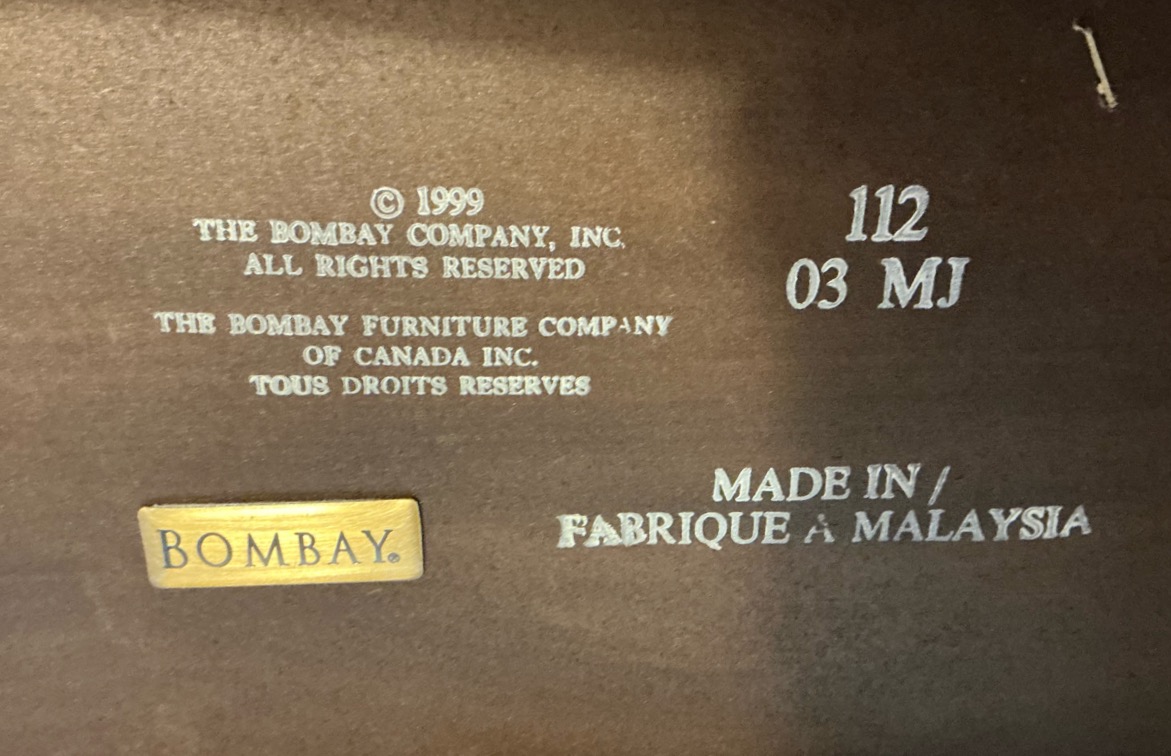 © 1999
THE BOMBAY COMPANY, INC.
ALL RIGHTS RESERVED
THE BOMBAY FURNITURE COMPANY
OF CANADA INC.
TOUS DROITS RESERVES
112
03 MJ
BOMBAY®
MADE IN /
FABRIQUE A MALAYSIA